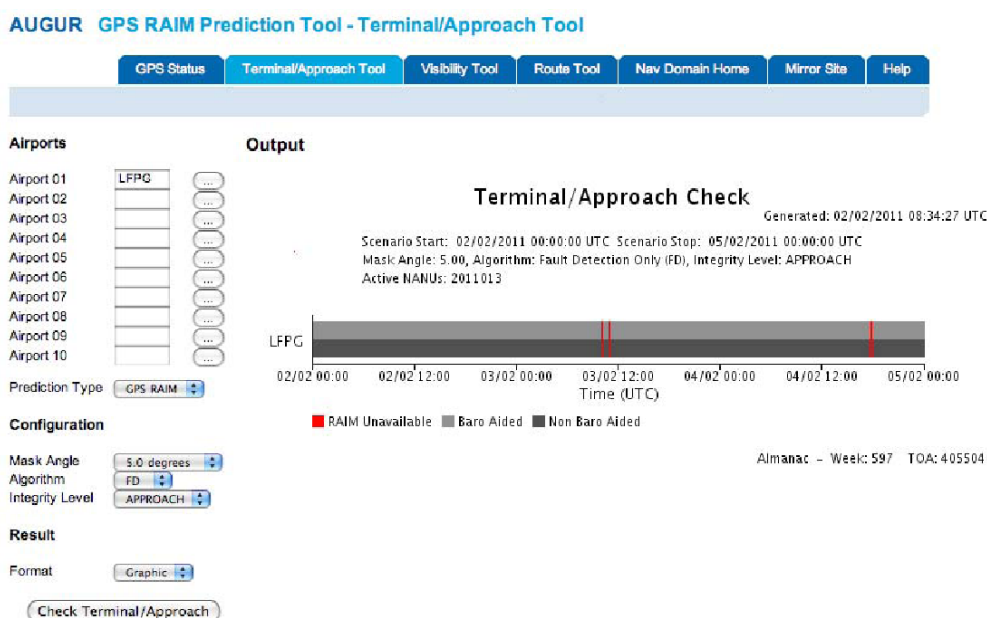 AUGUR GPS RAIM Prediction Tool - Terminal/Approach Tool
GPS Status Terminal/Approach Tool Visibility Tool Route Tool Nav Domain Home Mirror Site Help
Airports
Airport 01 LFPG ...
Airport 02 ...
Airport 03 ...
Airport 04 ...
Airport 05 ...
Airport 06 ...
Airport 07 ...
Airport 08 ...
Airport 09 ...
Airport 10 ...
Prediction Type GPS RAIM
Configuration
Mask Angle 5.0 degrees
Algorithm FD
Integrity Level APPROACH
Result
Format Graphic
Check Terminal/Approach
Output
Terminal/Approach Check
Generated: 02/02/2011 08:34:27 UTC
Scenario Start: 02/02/2011 00:00:00 UTC Scenario Stop: 05/02/2011 00:00:00 UTC
Mask Angle: 5.00, Algorithm: Fault Detection Only (FD), Integrity Level: APPROACH
Active NANUs: 2011013
LFPG
02/02 00:00 02/02 12:00 03/02 00:00 03/02 12:00 04/02 00:00 04/02 12:00 05/02 00:00
Time (UTC)
RAIM Unavailable Baro Aided Non Baro Aided
Almanac - Week: 597 TOA: 405504